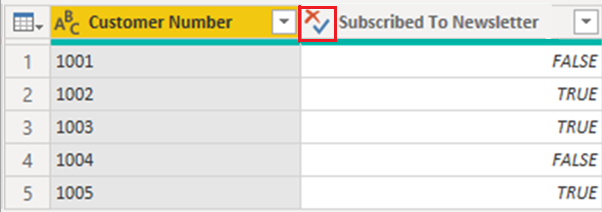 ABC Customer Number Subscribed To Newsletter
1 1001 FALSE
2 1002 TRUE
3 1003 TRUE
4 1004 FALSE
5 1005 TRUE